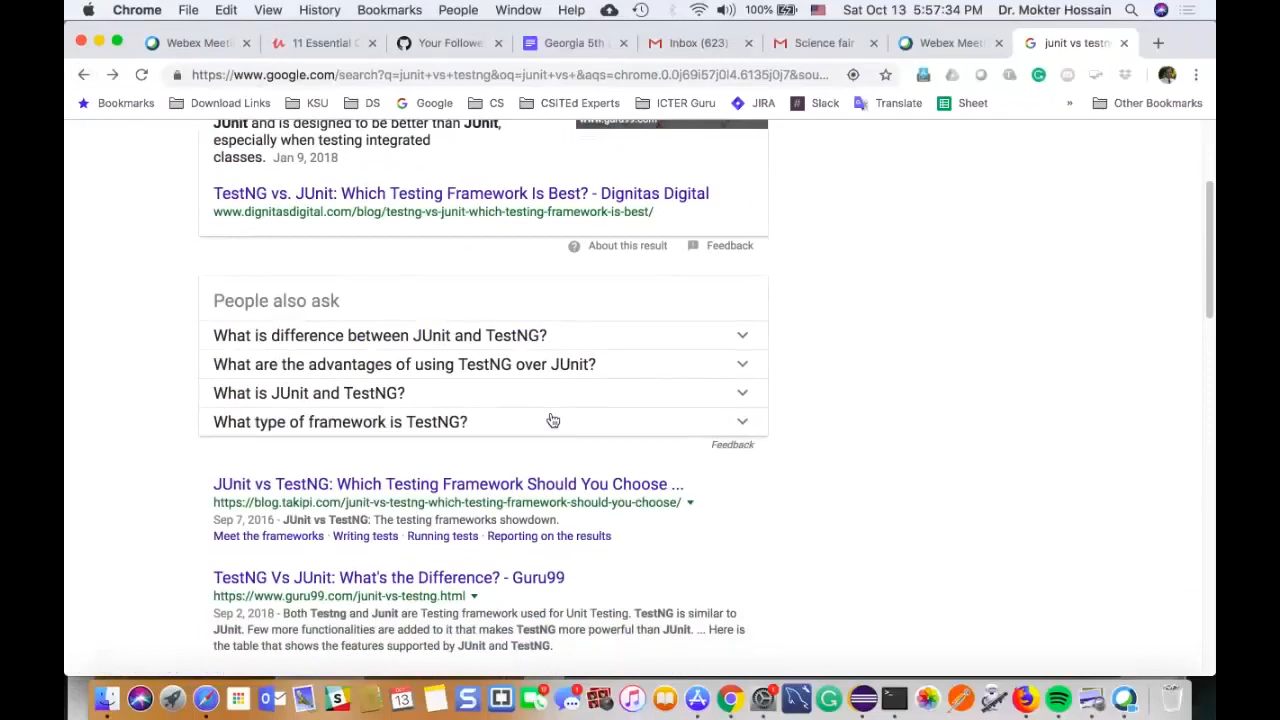 Chrome File Edit View History Bookmarks People Window Help 100% Sat Oct 13 5:57:34 PM Dr. Mokter Hossain
Webex Meet
11 Essential C
Your Followe
Georgia 5th
Inbox (623)
Science fair
Webex Meet
junit vs testn
https://www.google.com/search?q=junit+vs+testng&oq=junit+vs+&aqs=chrome.0.0j69i57j0l4.6135j0j7&sou...
Bookmarks Download Links KSU DS Google CS CSiTEd Experts ICTER Guru JIRA Slack Translate Sheet » Other Bookmarks
JUnit and is designed to be better than JUnit,
especially when testing integrated
classes. Jan 9, 2018
www.guru99.com
TestNG vs. JUnit: Which Testing Framework Is Best? - Dignitas Digital
www.dignitasdigital.com/blog/testng-vs-junit-which-testing-framework-is-best/
About this result Feedback
People also ask
What is difference between JUnit and TestNG?
What are the advantages of using TestNG over JUnit?
What is JUnit and TestNG?
What type of framework is TestNG?
Feedback
JUnit vs TestNG: Which Testing Framework Should You Choose ...
https://blog.takipi.com/junit-vs-testng-which-testing-framework-should-you-choose/
Sep 7, 2016 - JUnit vs TestNG: The testing frameworks showdown.
Meet the frameworks · Writing tests · Running tests · Reporting on the results
TestNG Vs JUnit: What's the Difference? - Guru99
https://www.guru99.com/junit-vs-testng.html
Sep 2, 2018 - Both Testng and Junit are Testing framework used for Unit Testing. TestNG is similar to
JUnit. Few more functionalities are added to it that makes TestNG more powerful than JUnit. ... Here is
the table that shows the features supported by JUnit and TestNG.